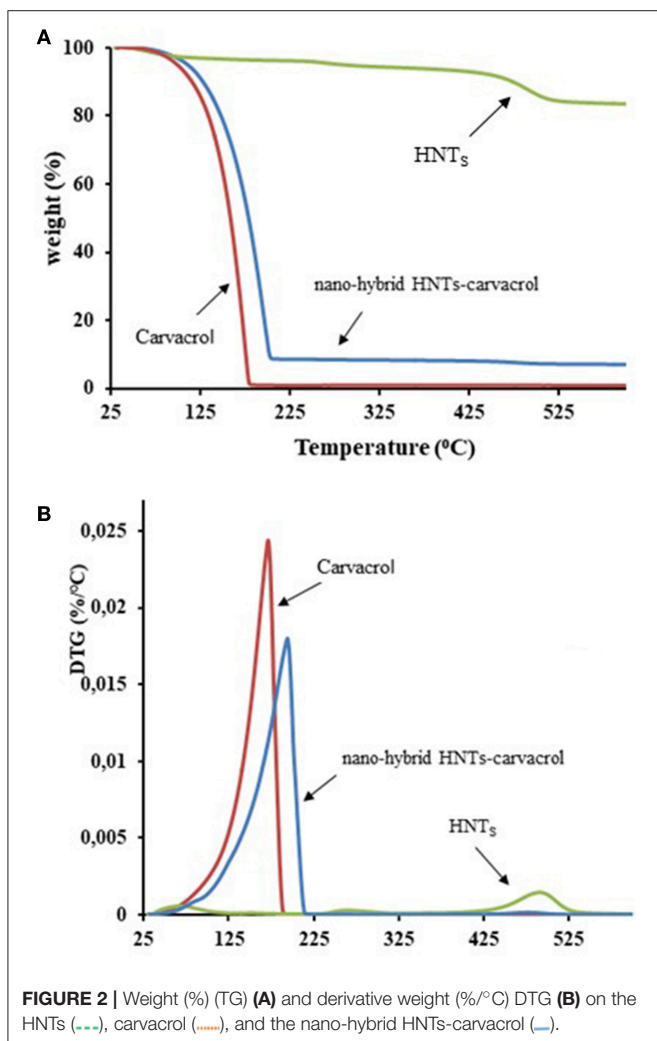 A
100
80
60
40
20
0
weight (%)
HNTS
nano-hybrid HNTs-carvacrol
Carvacrol
25 125 225 325 425 525
Temperature (⁰C)
B
0,025
0,02
0,015
0,01
0,005
0
DTG (%/⁰C)
Carvacrol
nano-hybrid HNTs-carvacrol
HNTS
25 125 225 325 425 525
FIGURE 2 | Weight (%) (TG) (A) and derivative weight (%/°C) DTG (B) on the
HNTs (---), carvacrol (......), and the nano-hybrid HNTs-carvacrol (__).